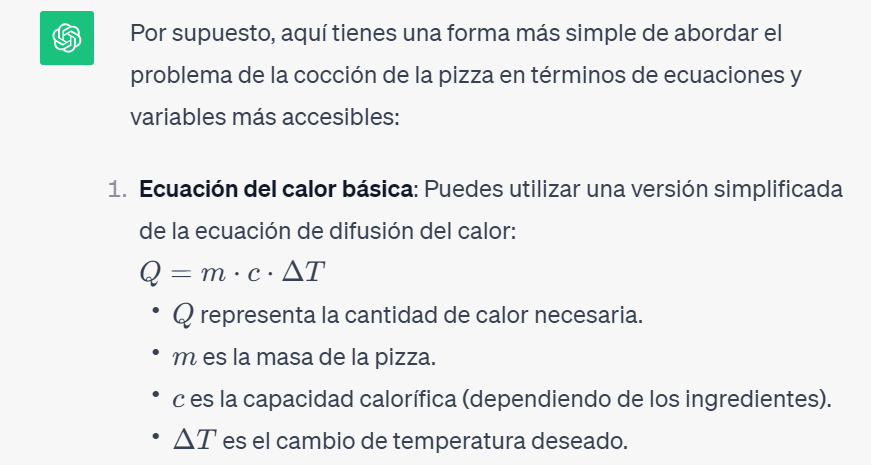 Por supuesto, aquí tienes una forma más simple de abordar el
problema de la cocción de la pizza en términos de ecuaciones y
variables más accesibles:
1. Ecuación del calor básica: Puedes utilizar una versión simplificada
de la ecuación de difusión del calor:
Q = m · c · ΔT
• Q representa la cantidad de calor necesaria.
• m es la masa de la pizza.
• c es la capacidad calorífica (dependiendo de los ingredientes).
• ΔT es el cambio de temperatura deseado.